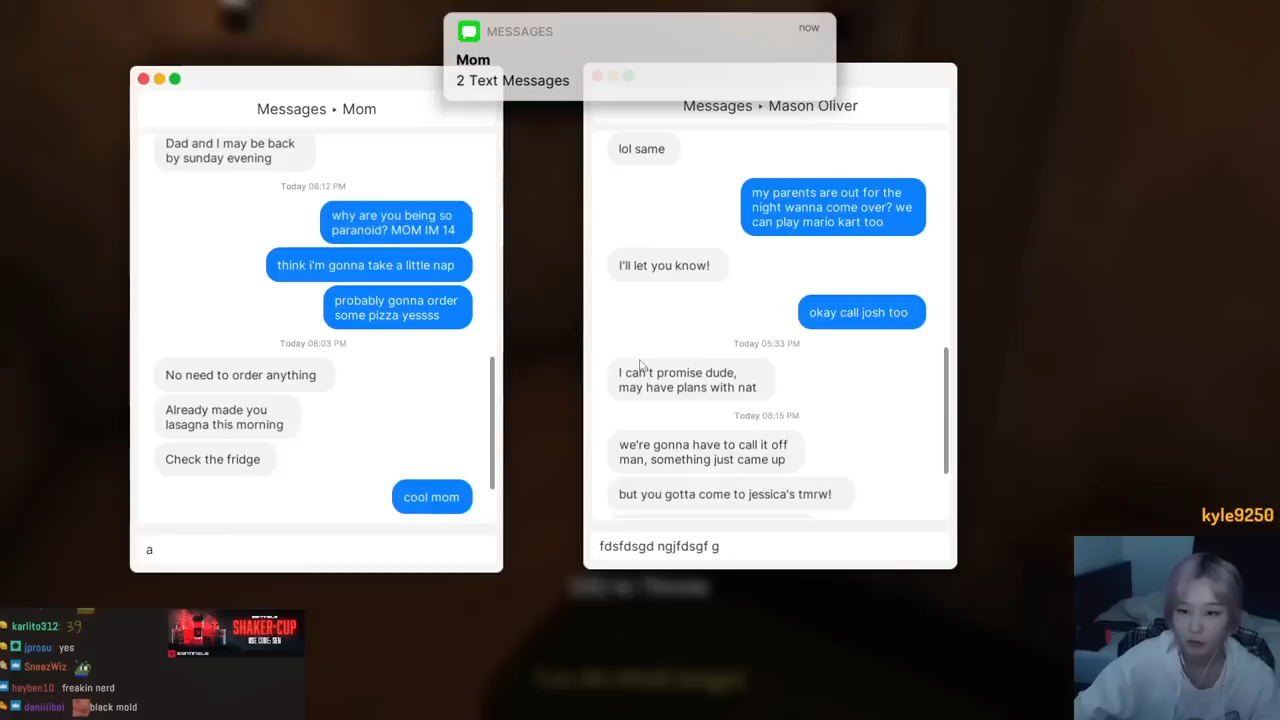 MESSAGES
now
Mom
2 Text Messages
Messages ▸ Mom
Dad and I may be back
by sunday evening
Today 08:12 PM
why are you being so
paranoid? MOM IM 14
think i'm gonna take a little nap
probably gonna order
some pizza yessss
Today 08:03 PM
No need to order anything
Already made you
lasagna this morning
Check the fridge
cool mom
a
Messages ▸ Mason Oliver
lol same
my parents are out for the
night wanna come over? we
can play mario kart too
I'll let you know!
okay call josh too
Today 05:33 PM
I can't promise dude,
may have plans with nat
Today 08:15 PM
we're gonna have to call it off
man, something just came up
but you gotta come to jessica's tmrw!
fdsfdsgd ngjfdsgf g
kyle9250
karlito312: 39
jprosu: yes
SneezWiz:
heyben10: freakin nerd
daniiiboi: black mold
SENTINELS
SHAKER-CUP
USE CODE: SEN
SENTINELS